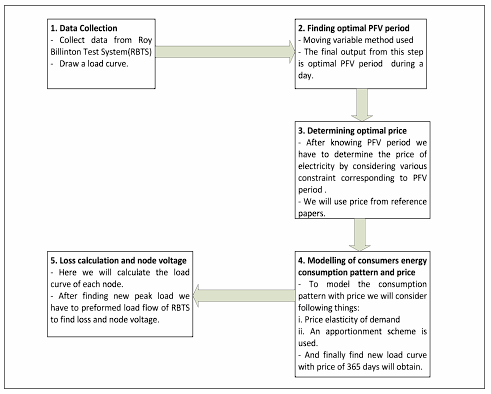 1. Data Collection
- Collect data from Roy
Billinton Test System(RBTS)
- Draw a load curve.
2. Finding optimal PFV period
- Moving variable method used
- The final output from this step
is optimal PFV period during a
day.
3. Determining optimal price
- After knowing PFV period we
have to determine the price of
electricity by considering various
constraint corresponding to PFV
period .
- We will use price from reference
papers.
4. Modelling of consumers energy
consumption pattern and price
- To model the consumption
pattern with price we will consider
following things:
i. Price elasticity of demand
ii. An apportionment scheme is
used.
- And finally find new load curve
with price of 365 days will obtain.
5. Loss calculation and node voltage
- Here we will calculate the load
curve of each node.
- After finding new peak load we
have to preformed load flow of RBTS
to find loss and node voltage.